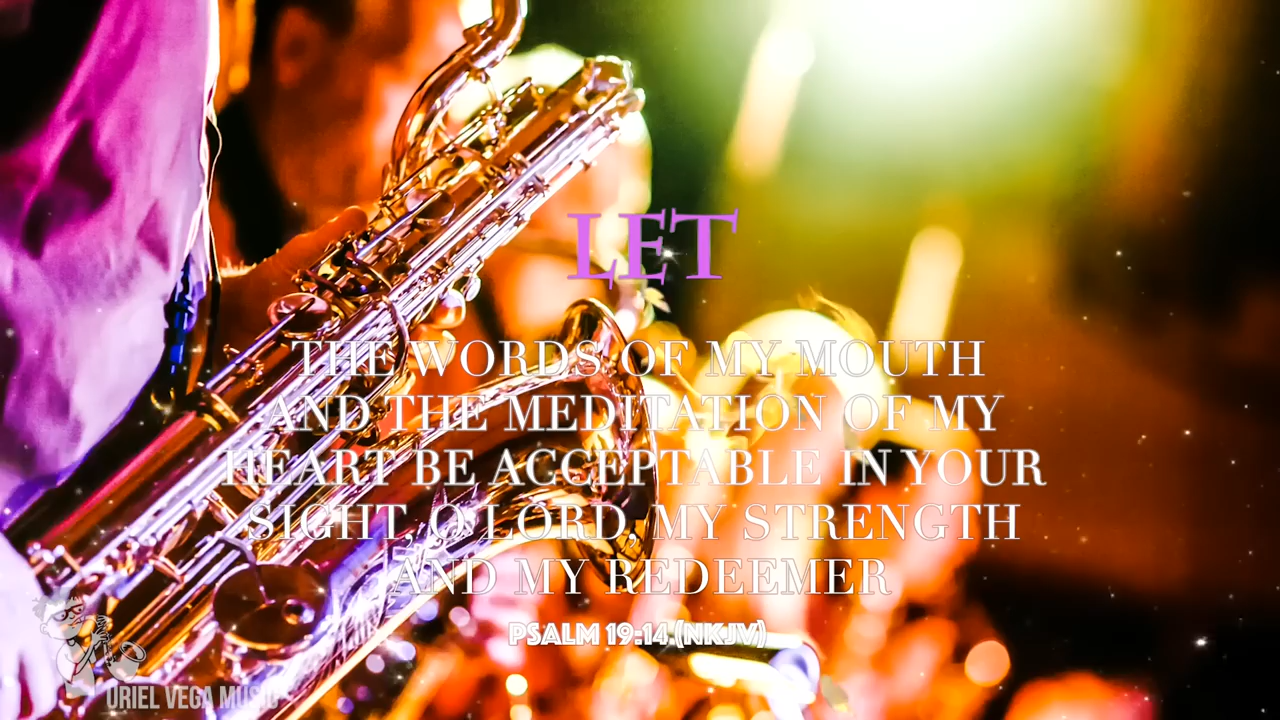 LET
THE WORDS OF MY MOUTH
AND THE MEDITATION OF MY
HEART BE ACCEPTABLE IN YOUR
SIGHT, O LORD, MY STRENGTH
AND MY REDEEMER
PSALM 19:14 (NKJV)
URIEL VEGA MUSIC